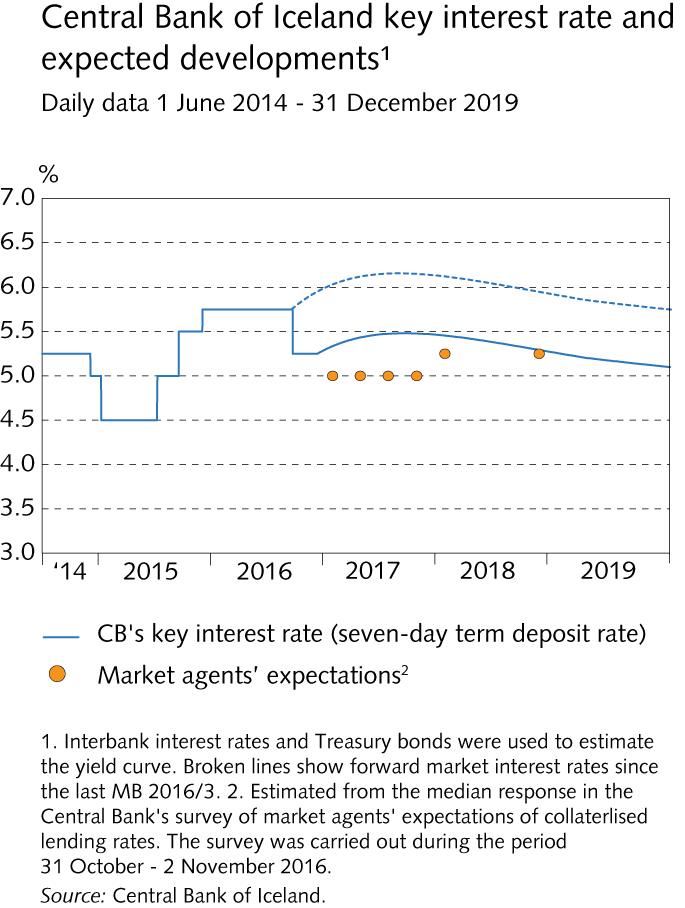 Central Bank of Iceland key interest rate and
expected developments¹
Daily data 1 June 2014 - 31 December 2019
%
7.0
6.5
6.0
5.5
5.0
4.5
4.0
3.5
3.0
‘14 2015 2016 2017 2018 2019
CB's key interest rate (seven-day term deposit rate)
Market agents’ expectations²
1. Interbank interest rates and Treasury bonds were used to estimate
the yield curve. Broken lines show forward market interest rates since
the last MB 2016/3. 2. Estimated from the median response in the
Central Bank's survey of market agents' expectations of collaterlised
lending rates. The survey was carried out during the period
31 October - 2 November 2016.
Source: Central Bank of Iceland.